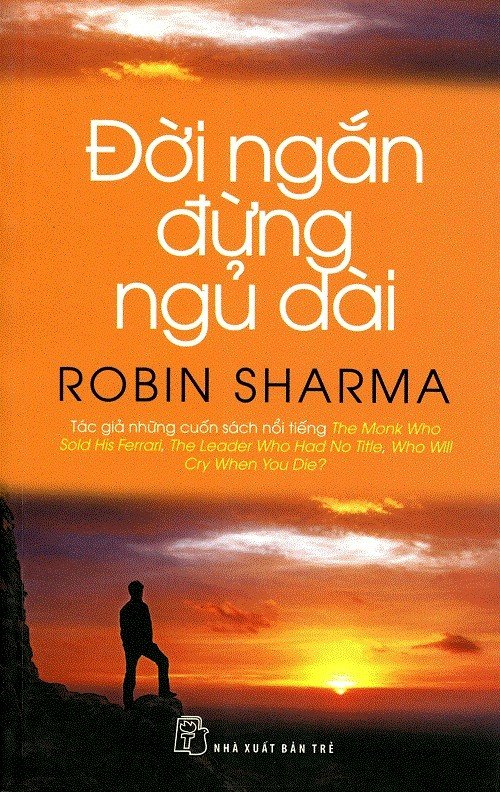 Đời ngắn
đừng
ngủ dài
ROBIN SHARMA
Tác giả những cuốn sách nổi tiếng The Monk Who
Sold His Ferrari, The Leader Who Had No Title, Who Will
Cry When You Die?
NHÀ XUẤT BẢN TRẺ